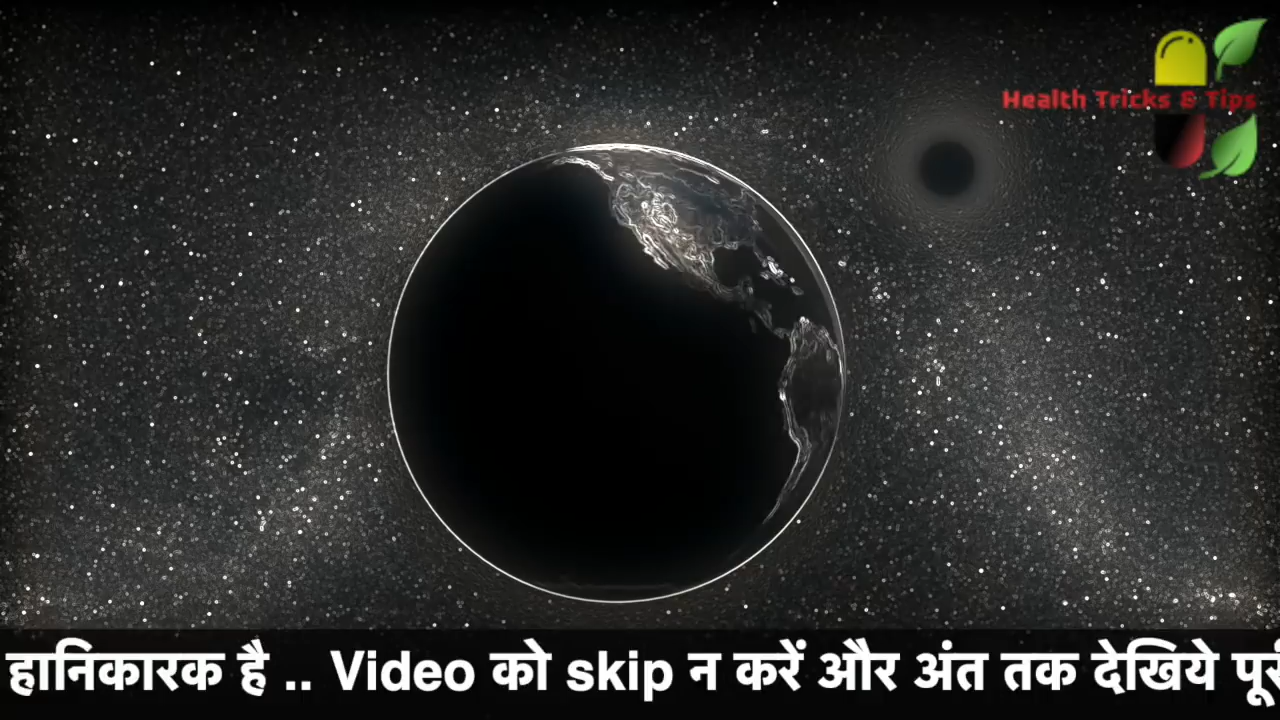 Health Tricks & Tips
हानिकारक है .. Video को skip न करें और अंत तक देखिये